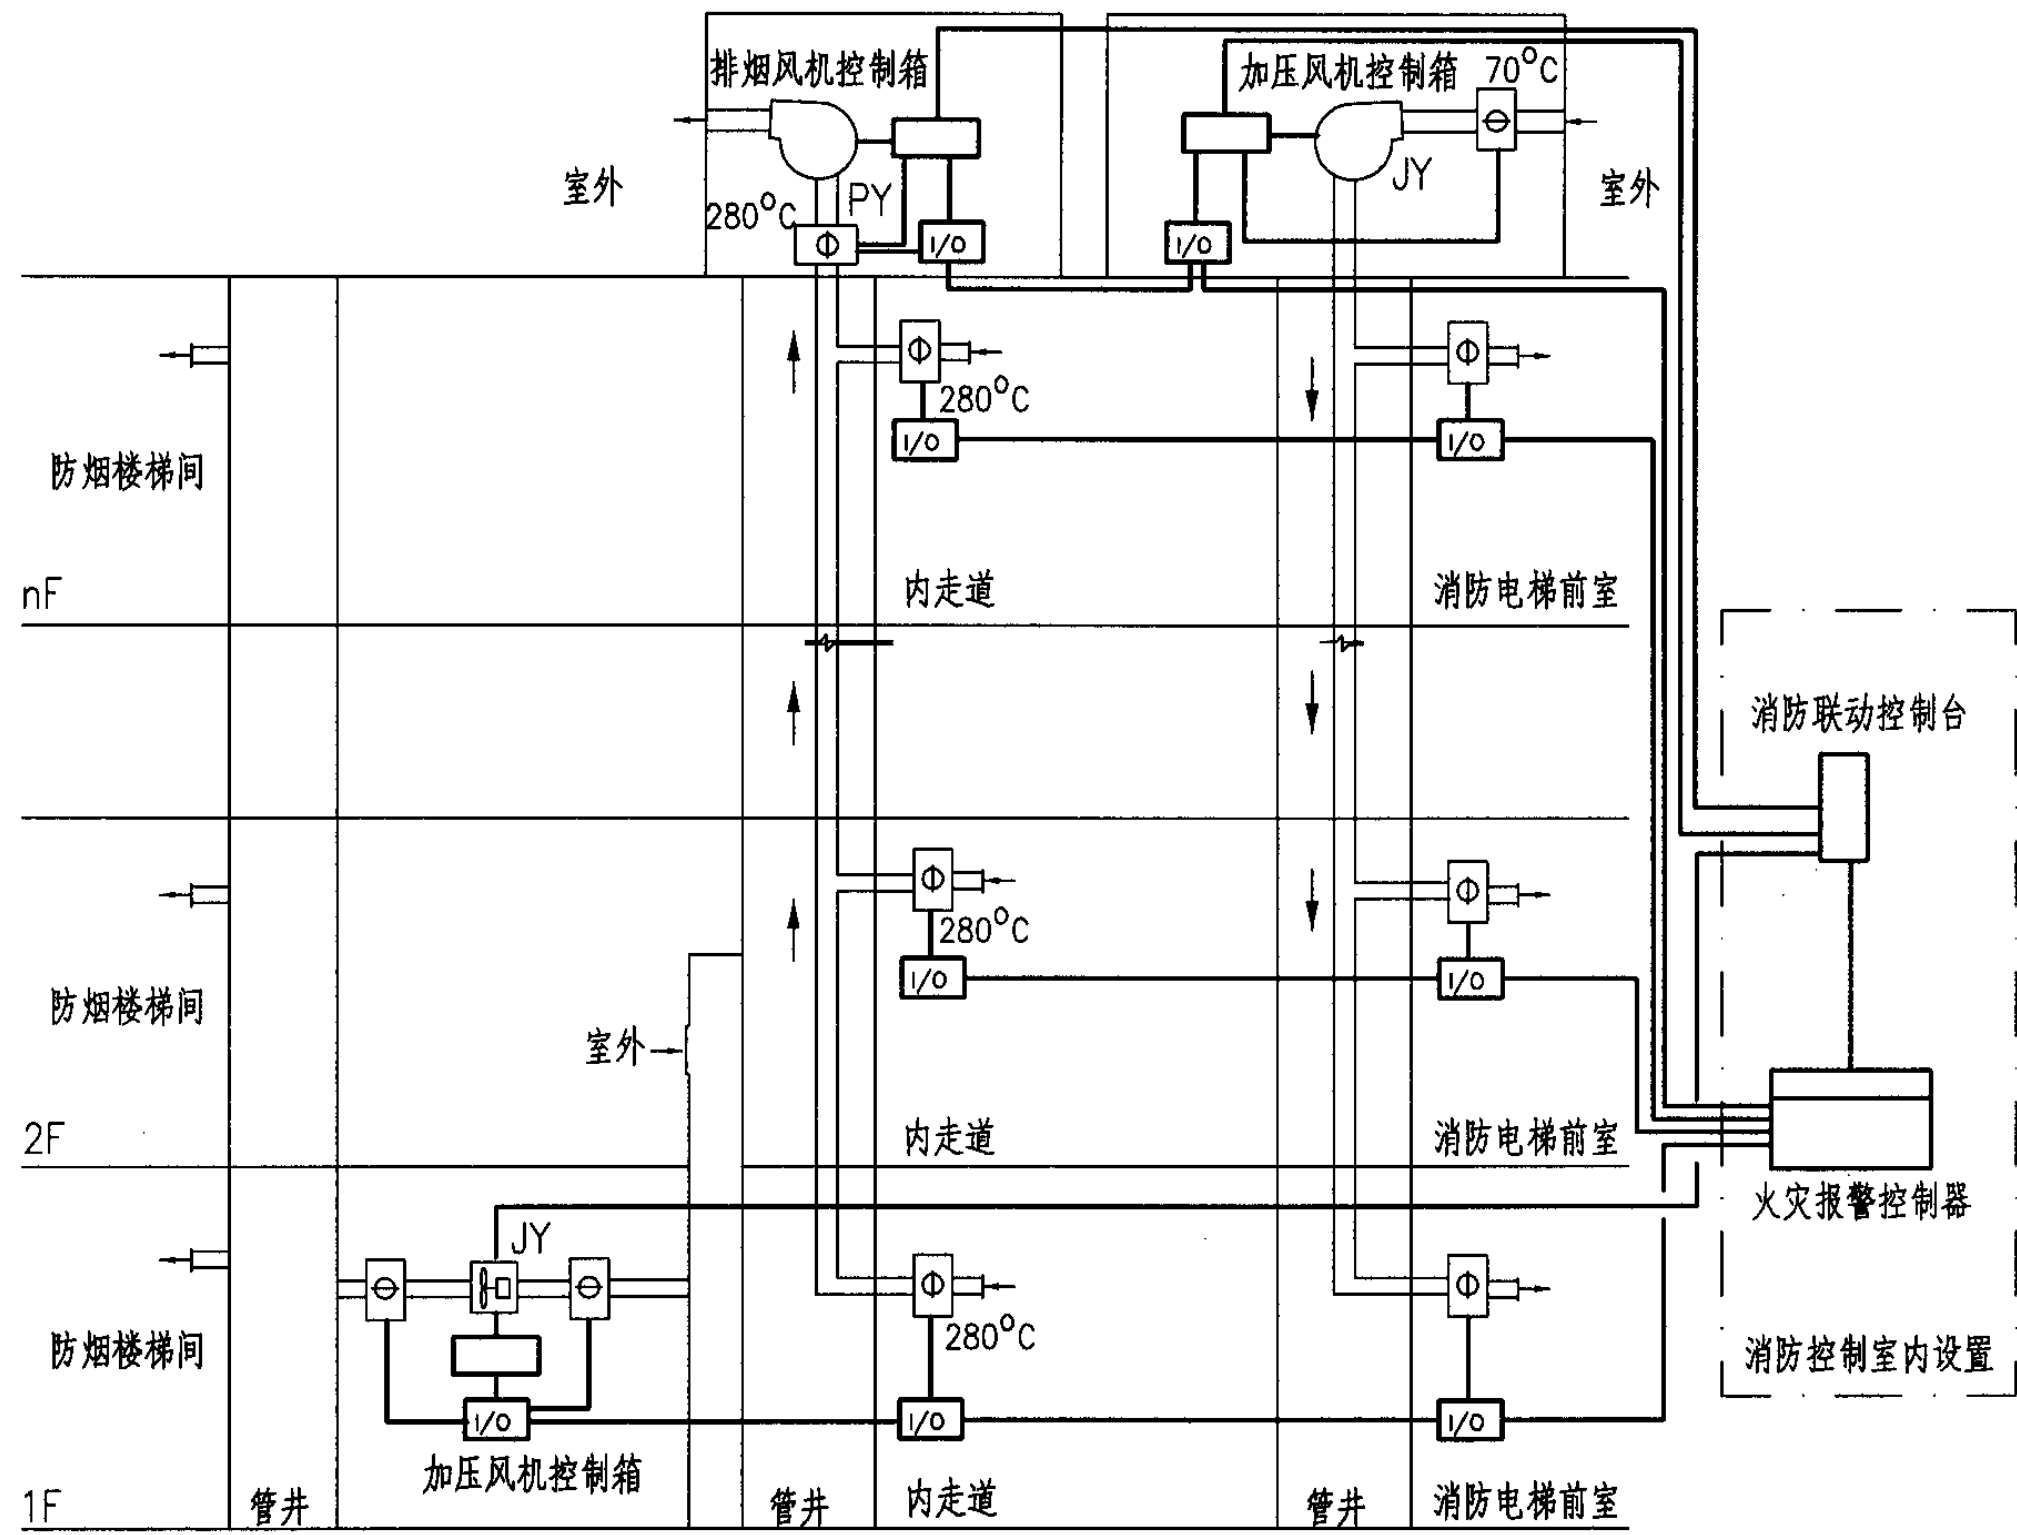 排烟风机控制箱
加压风机控制箱
70°C
室外
280°C
PY
I/O
I/O
JY
室外
280°C
I/O
I/O
防烟楼梯间
nF
内走道
消防电梯前室
消防联动控制台
280°C
I/O
I/O
防烟楼梯间
室外
2F
内走道
消防电梯前室
火灾报警控制器
JY
防烟楼梯间
280°C
消防控制室内设置
I/O
I/O
I/O
加压风机控制箱
1F
管井
管井
内走道
管井
消防电梯前室